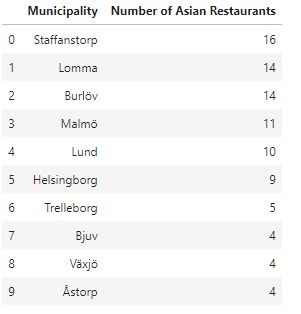 Municipality Number of Asian Restaurants
0 Staffanstorp 16
1 Lomma 14
2 Burlöv 14
3 Malmö 11
4 Lund 10
5 Helsingborg 9
6 Trelleborg 5
7 Bjuv 4
8 Växjö 4
9 Åstorp 4